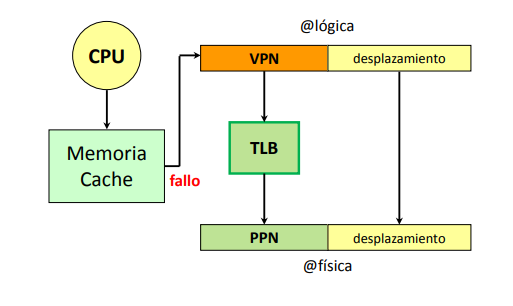 @lógica
CPU
VPN
desplazamiento
Memoria
Cache
fallo
TLB
PPN
desplazamiento
@física